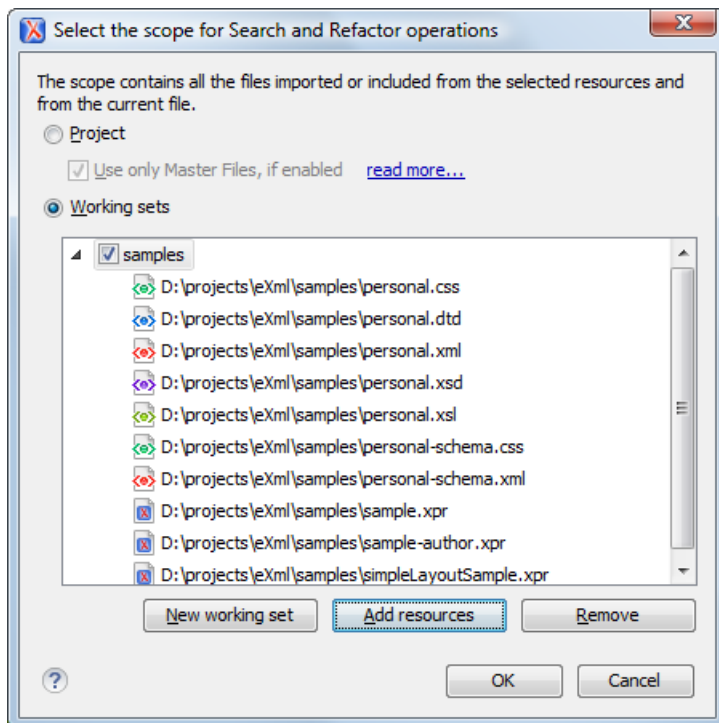 Select the scope for Search and Refactor operations
The scope contains all the files imported or included from the selected resources and
from the current file.
Project
Use only Master Files, if enabled read more...
Working sets
samples
D:\projects\eXml\samples\personal.css
D:\projects\eXml\samples\personal.dtd
D:\projects\eXml\samples\personal.xml
D:\projects\eXml\samples\personal.xsd
D:\projects\eXml\samples\personal.xsl
D:\projects\eXml\samples\personal-schema.css
D:\projects\eXml\samples\personal-schema.xml
D:\projects\eXml\samples\sample.xpr
D:\projects\eXml\samples\sample-author.xpr
D:\projects\eXml\samples\simpleLayoutSample.xpr
New working set Add resources Remove
? OK Cancel